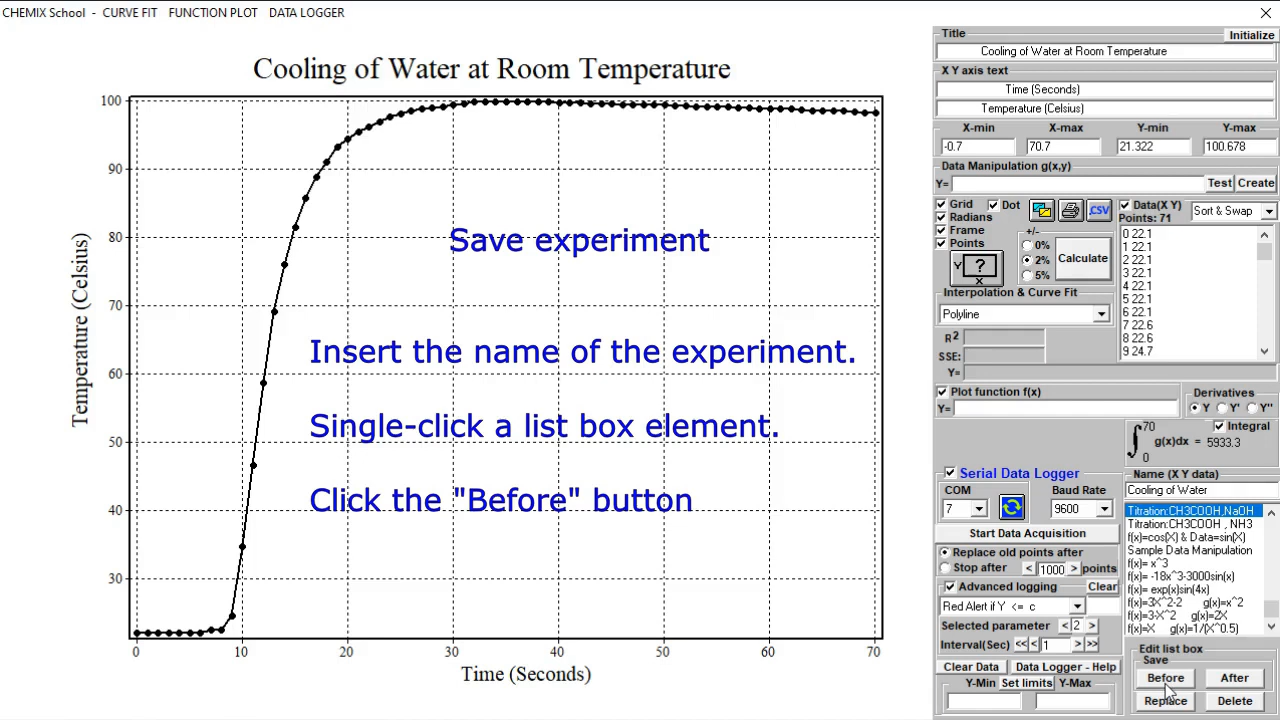 CHEMIX School - CURVE FIT FUNCTION PLOT DATA LOGGER
Cooling of Water at Room Temperature
Temperature (Celsius)
100
90
80
70
60
50
40
30
0 10 20 30 40 50 60 70
Time (Seconds)
Save experiment
Insert the name of the experiment.
Single-click a list box element.
Click the "Before" button
Title
Initialize
Cooling of Water at Room Temperature
X Y axis text
Time (Seconds)
Temperature (Celsius)
X-min X-max Y-min Y-max
-0.7 70.7 21.322 100.678
Data Manipulation g(x,y)
Y= Test Create
Grid Dot
Radians
Frame
Points
CSV
Y ? X
+/-
0%
2%
5%
Calculate
Data(X Y)
Points: 71
Sort & Swap
0 22.1
1 22.1
2 22.1
3 22.1
4 22.1
5 22.1
6 22.1
7 22.6
8 22.6
9 24.7
Interpolation & Curve Fit
Polyline
R2
SSE:
Y=
Plot function f(x)
Y=
Derivatives
Y Y' Y''
Integral
70
∫ g(x)dx = 5933.3
0
Serial Data Logger
COM Baud Rate
7 9600
Start Data Acquisition
Replace old points after
Stop after < 1000 > points
Advanced logging Clear
Red Alert if Y <= c
Selected parameter < 2 >
Interval(Sec) << < 1 > >>
Clear Data Data Logger - Help
Y-Min Set limits Y-Max
Name (X Y data)
Cooling of Water
Titration:CH3COOH,NaOH
Titration:CH3COOH , NH3
f(x)=cos(X) & Data=sin(X)
Sample Data Manipulation
f(x)= x^3
f(x)= -18x^3-3000sin(x)
f(x)= exp(x)sin(4x)
f(x)=3X^2-2 g(x)=x^2
f(x)=3-X^2 g(x)=2X
f(x)=X g(x)=1/(X^0.5)
Edit list box
Save
Before After
Replace Delete